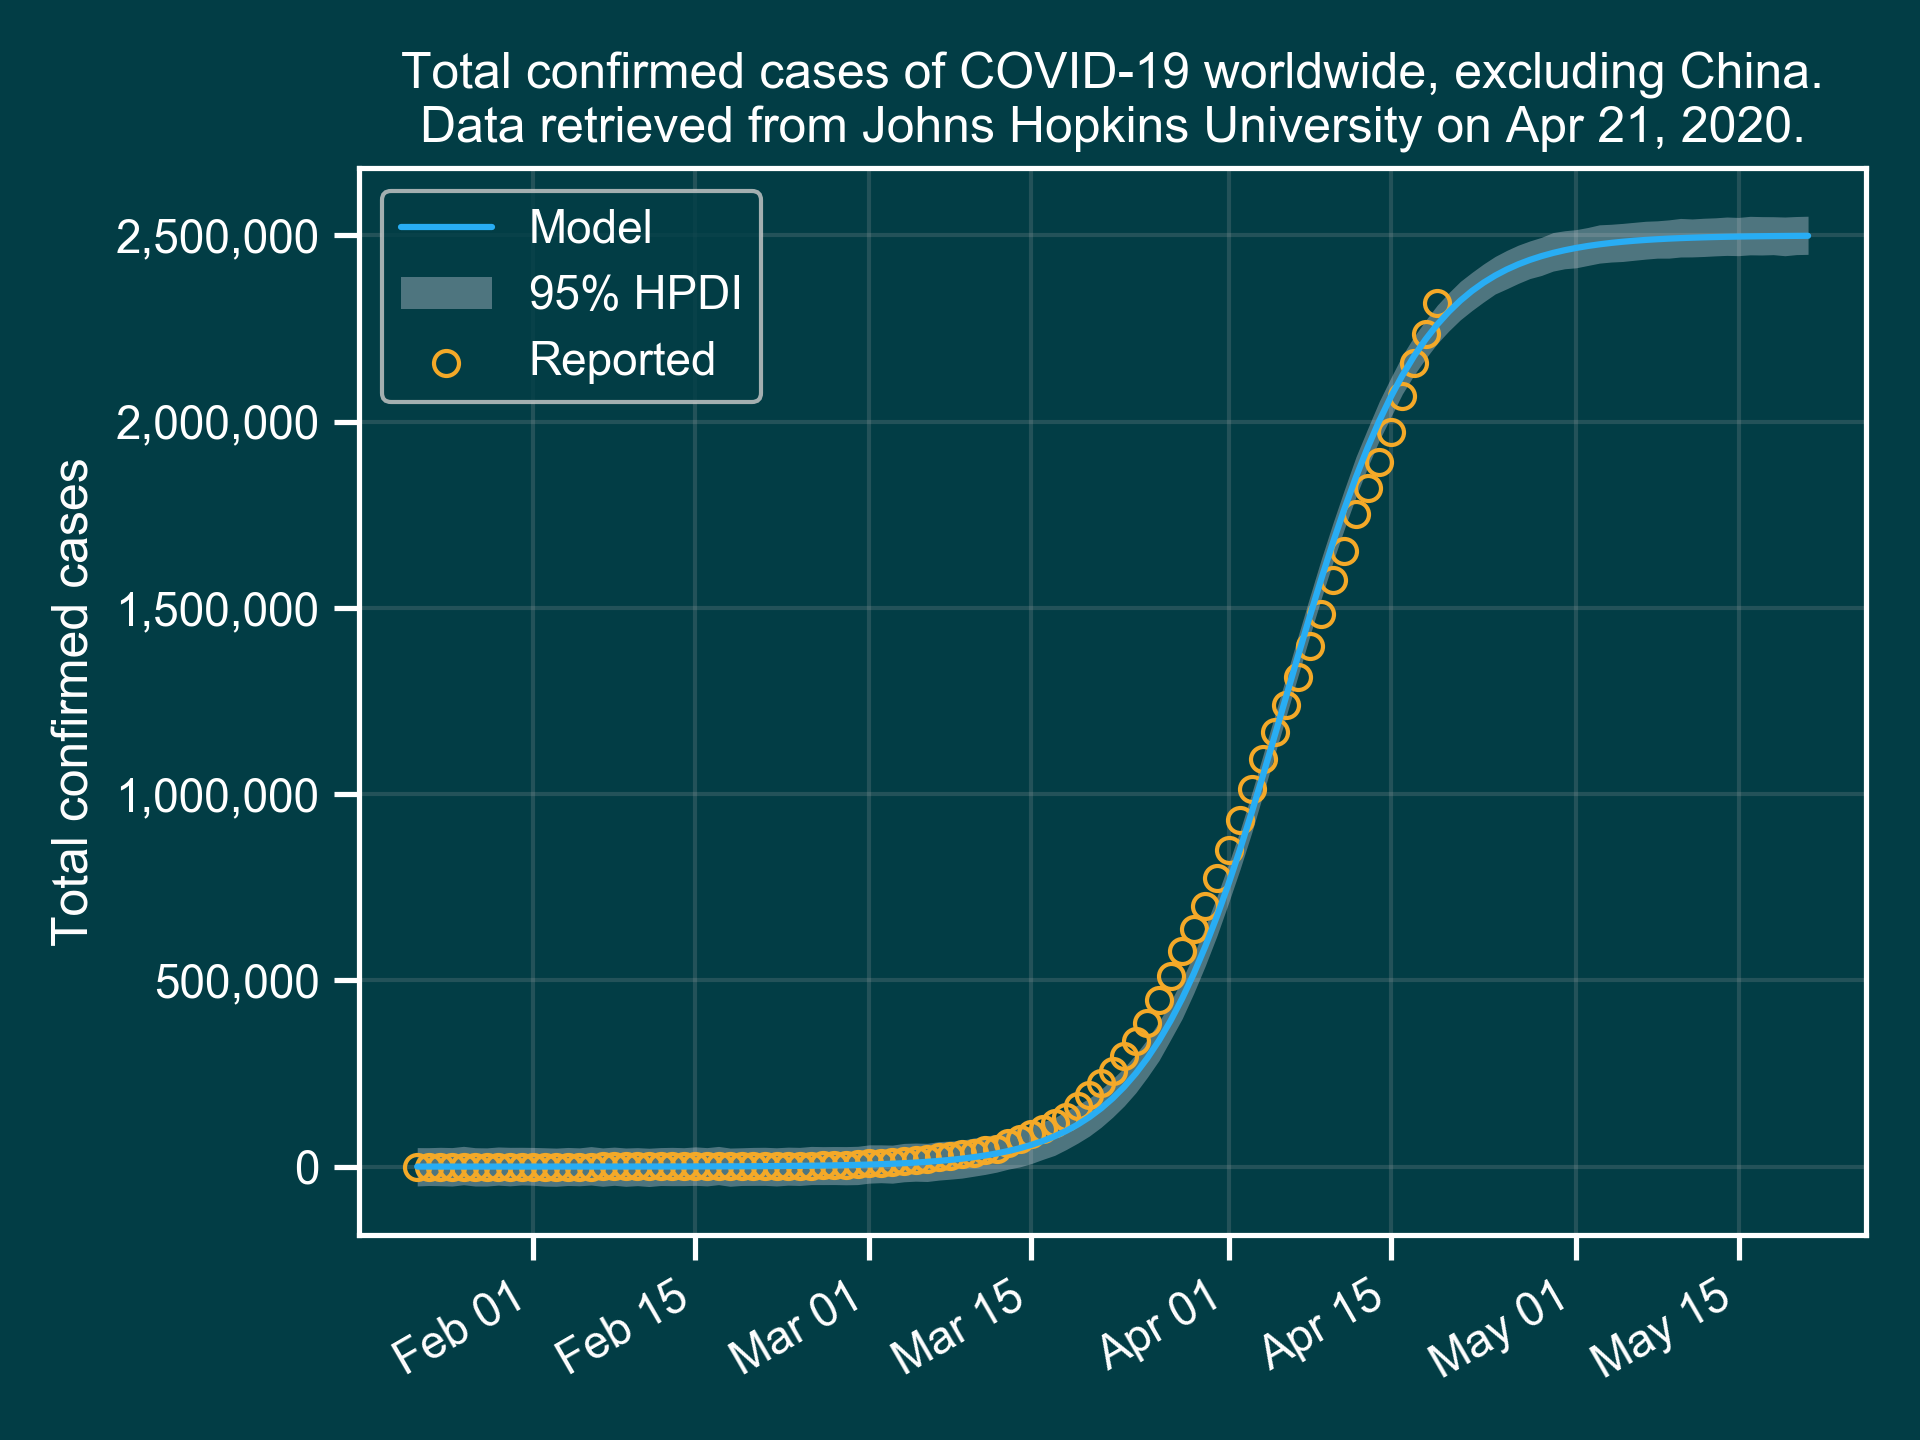 Total confirmed cases of COVID-19 worldwide, excluding China.
Data retrieved from Johns Hopkins University on Apr 21, 2020.
Model
95% HPDI
Reported
Total confirmed cases
2,500,000
2,000,000
1,500,000
1,000,000
500,000
0
Feb 01
Feb 15
Mar 01
Mar 15
Apr 01
Apr 15
May 01
May 15